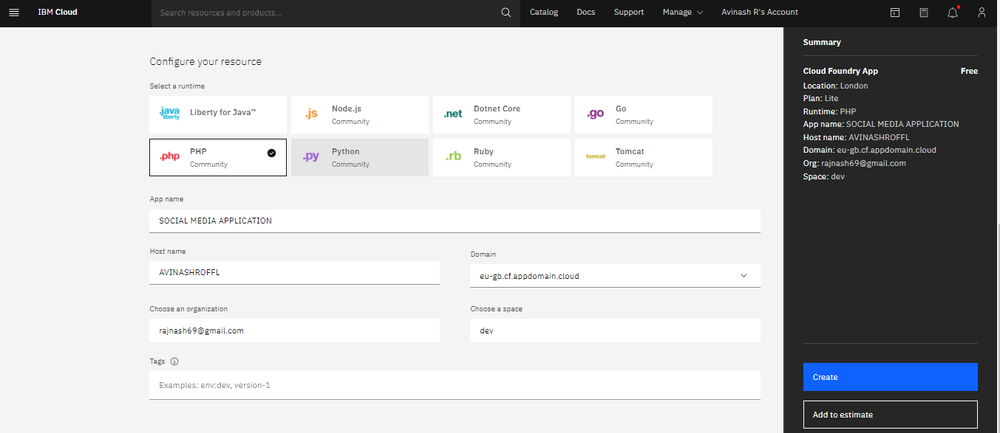 IBM Cloud
Search resources and products...
Catalog
Docs
Support
Manage
Avinash R's Account
Configure your resource
Select a runtime
java liberty
Liberty for Java™
.js
Node.js
Community
.net
Dotnet Core
Community
.go
Go
Community
.php
PHP
Community
.py
Python
Community
.rb
Ruby
Community
tomcat
Tomcat
Community
App name
SOCIAL MEDIA APPLICATION
Host name
AVINASHROFFL
Domain
eu-gb.cf.appdomain.cloud
Choose an organization
rajnash69@gmail.com
Choose a space
dev
Tags
Examples: env:dev, version-1
Summary
Cloud Foundry App Free
Location: London
Plan: Lite
Runtime: PHP
App name: SOCIAL MEDIA APPLICATION
Host name: AVINASHROFFL
Domain: eu-gb.cf.appdomain.cloud
Org: rajnash69@gmail.com
Space: dev
Create
Add to estimate